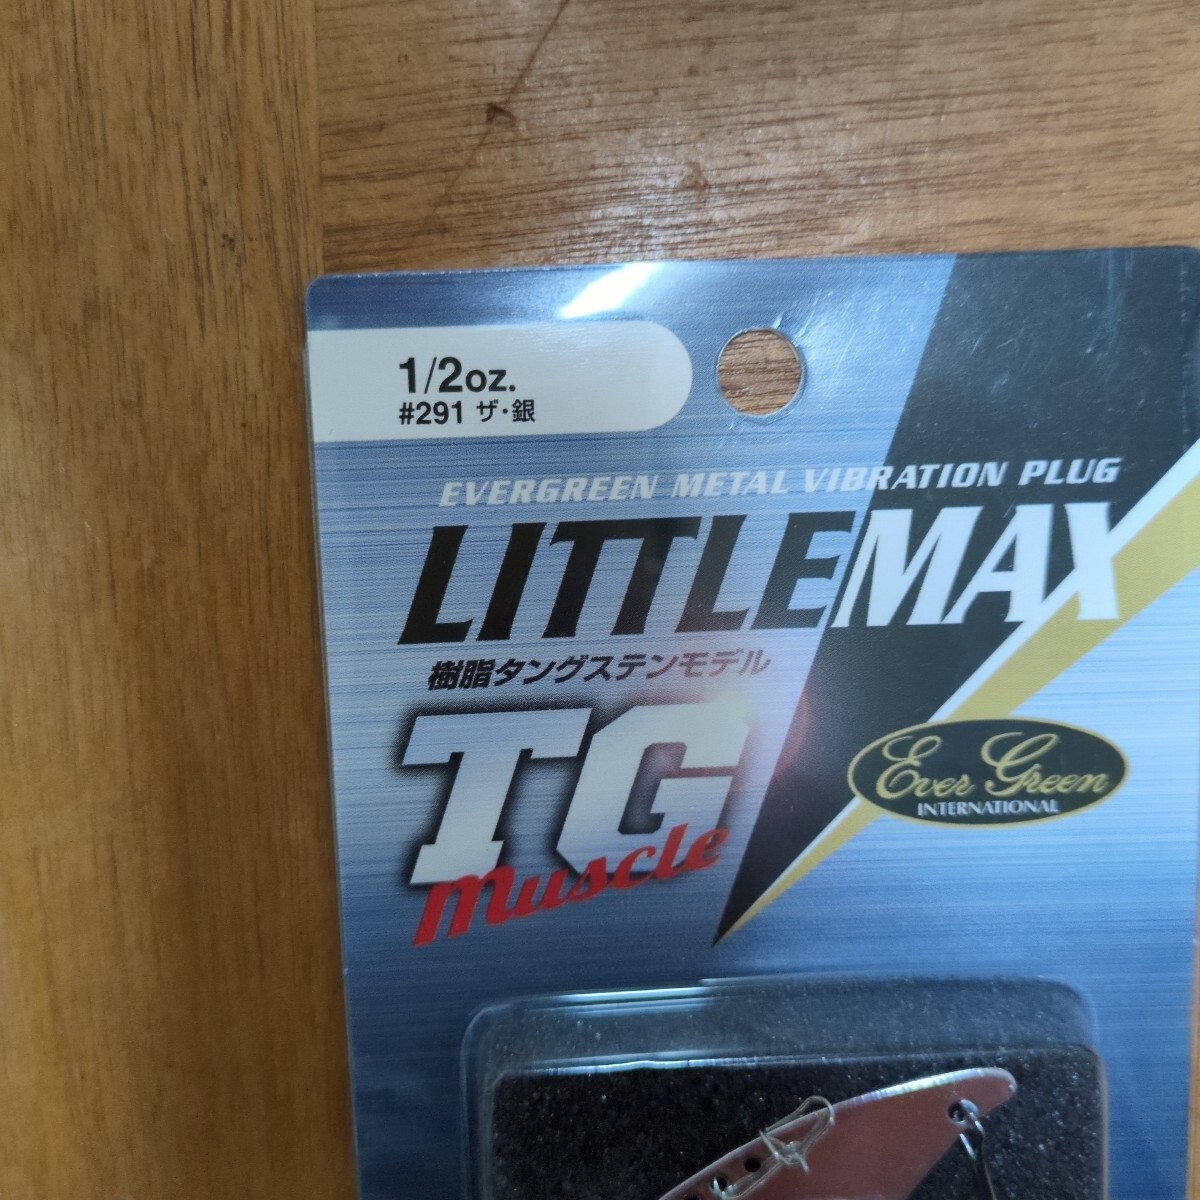 1/2oz.
#291 ザ・銀
EVERGREEN METAL VIBRATION PLUG
LITTLEMAX
樹脂タングステンモデル
TG
muscle
Ever Green
INTERNATIONAL